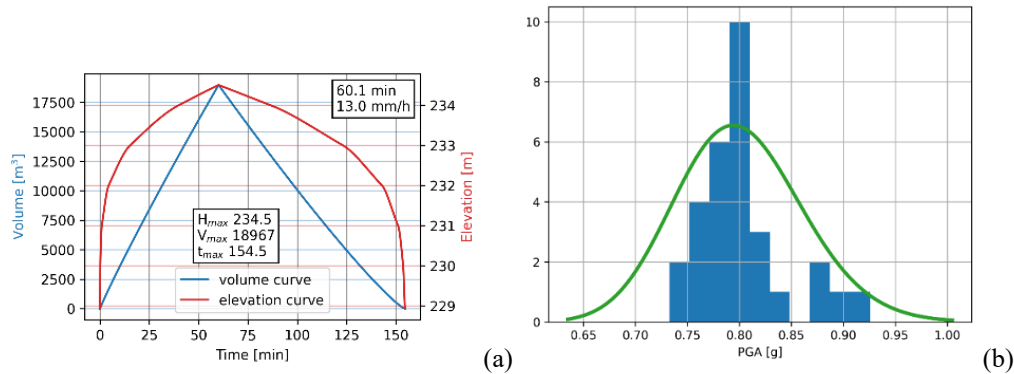 60.1 min
13.0 mm/h
17500
15000
12500
10000
7500
5000
2500
0
Volume [m³]
234
233
232
231
230
229
Elevation [m]
Hmax 234.5
Vmax 18967
tmax 154.5
volume curve
elevation curve
0 25 50 75 100 125 150
Time [min]
(a)
10
8
6
4
2
0
0.65 0.70 0.75 0.80 0.85 0.90 0.95 1.00
PGA [g]
(b)